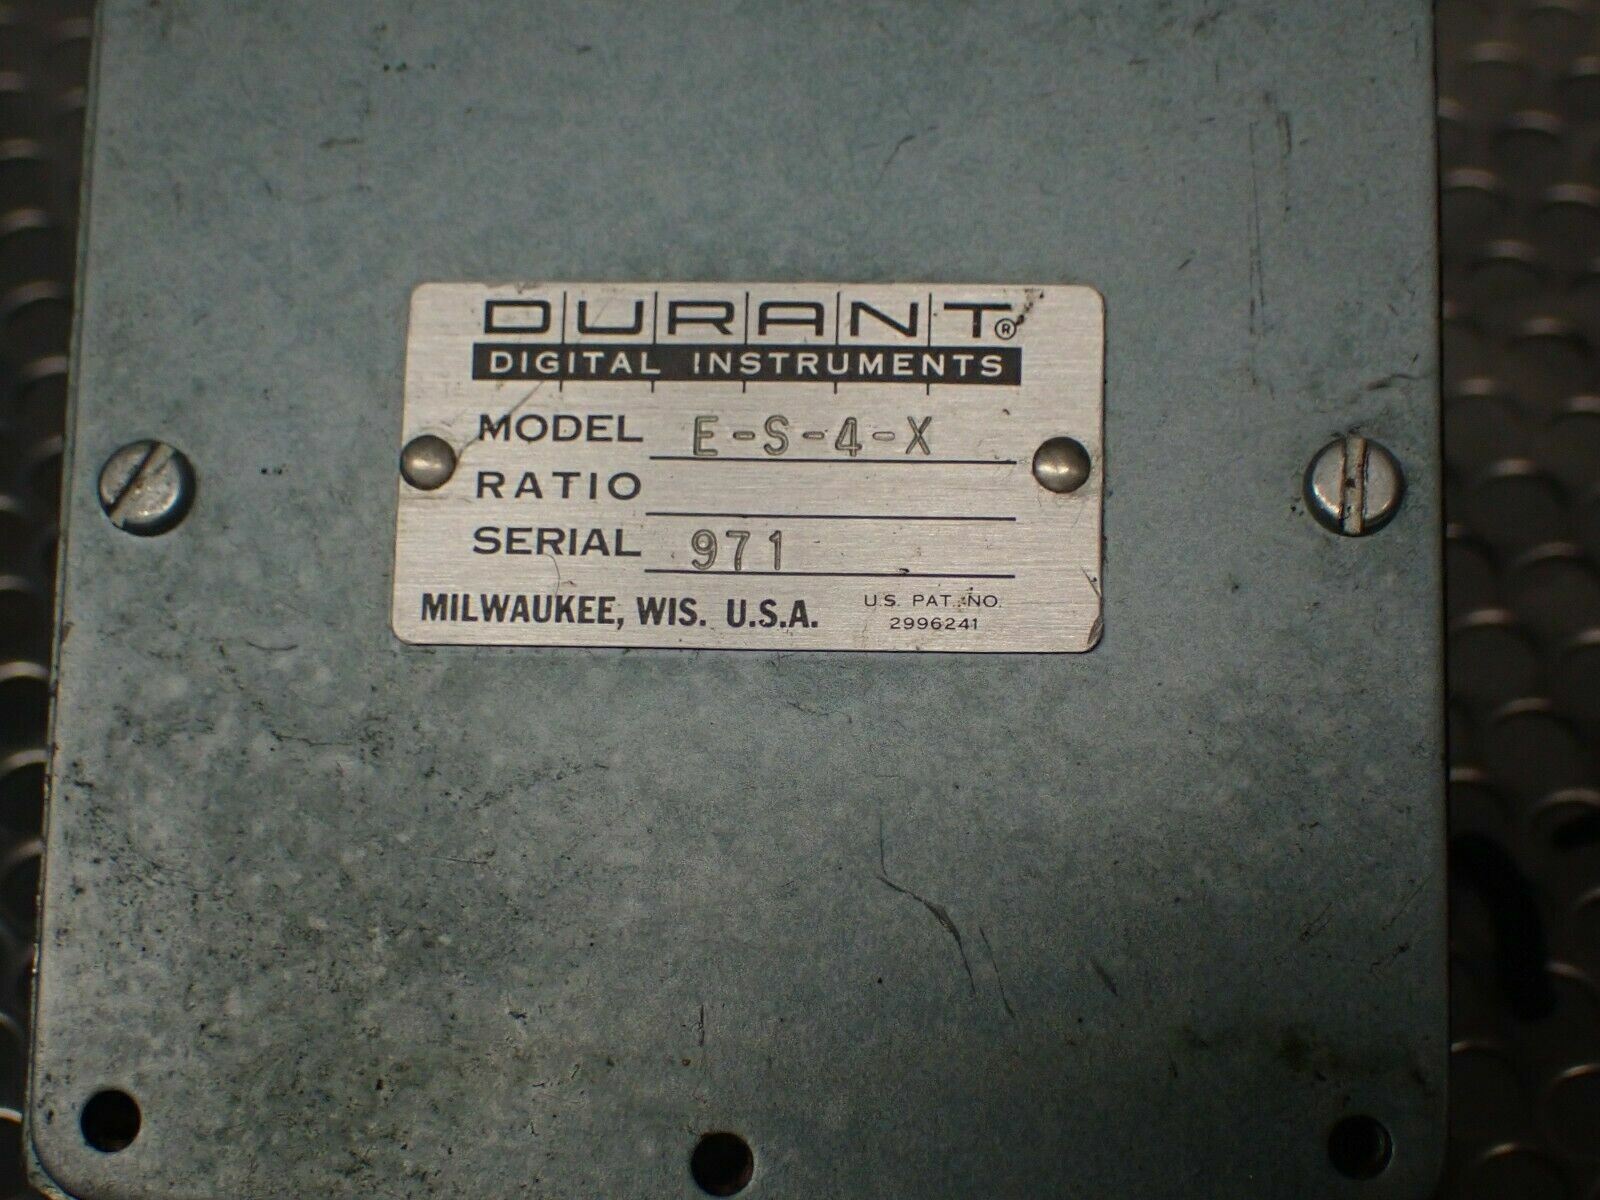 DURANT®
DIGITAL INSTRUMENTS
MODEL E-S-4-X
RATIO
SERIAL 971
MILWAUKEE, WIS. U.S.A. U.S. PAT. NO.
2996241